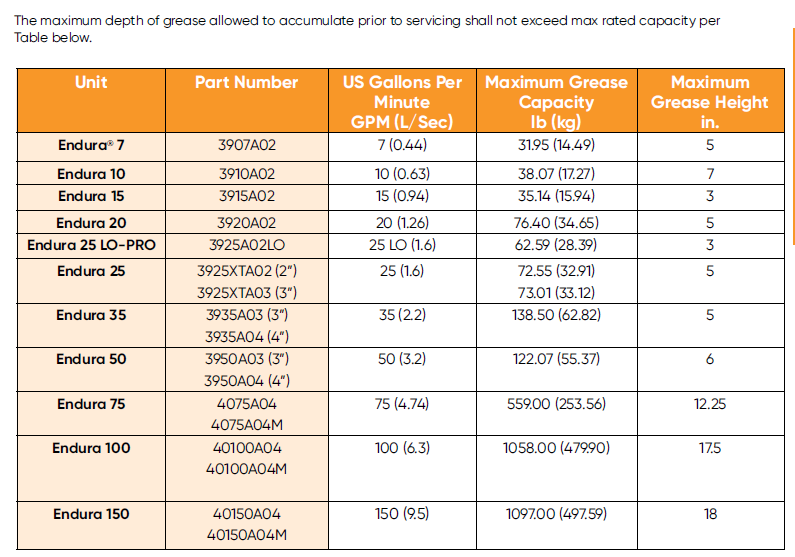 The maximum depth of grease allowed to accumulate prior to servicing shall not exceed max rated capacity per
Table below.
Unit Part Number US Gallons Per Minute GPM (L/Sec) Maximum Grease Capacity lb (kg) Maximum Grease Height in.
Endura® 7 3907A02 7 (0.44) 31.95 (14.49) 5
Endura 10 3910A02 10 (0.63) 38.07 (17.27) 7
Endura 15 3915A02 15 (0.94) 35.14 (15.94) 3
Endura 20 3920A02 20 (1.26) 76.40 (34.65) 5
Endura 25 LO-PRO 3925A02LO 25 LO (1.6) 62.59 (28.39) 3
Endura 25 3925XTA02 (2") 25 (1.6) 72.55 (32.91) 5
3925XTA03 (3") 73.01 (33.12)
Endura 35 3935A03 (3") 35 (2.2) 138.50 (62.82) 5
3935A04 (4")
Endura 50 3950A03 (3") 50 (3.2) 122.07 (55.37) 6
3950A04 (4")
Endura 75 4075A04 75 (4.74) 559.00 (253.56) 12.25
4075A04M
Endura 100 40100A04 100 (6.3) 1058.00 (479.90) 17.5
40100A04M
Endura 150 40150A04 150 (9.5) 1097.00 (497.59) 18
40150A04M